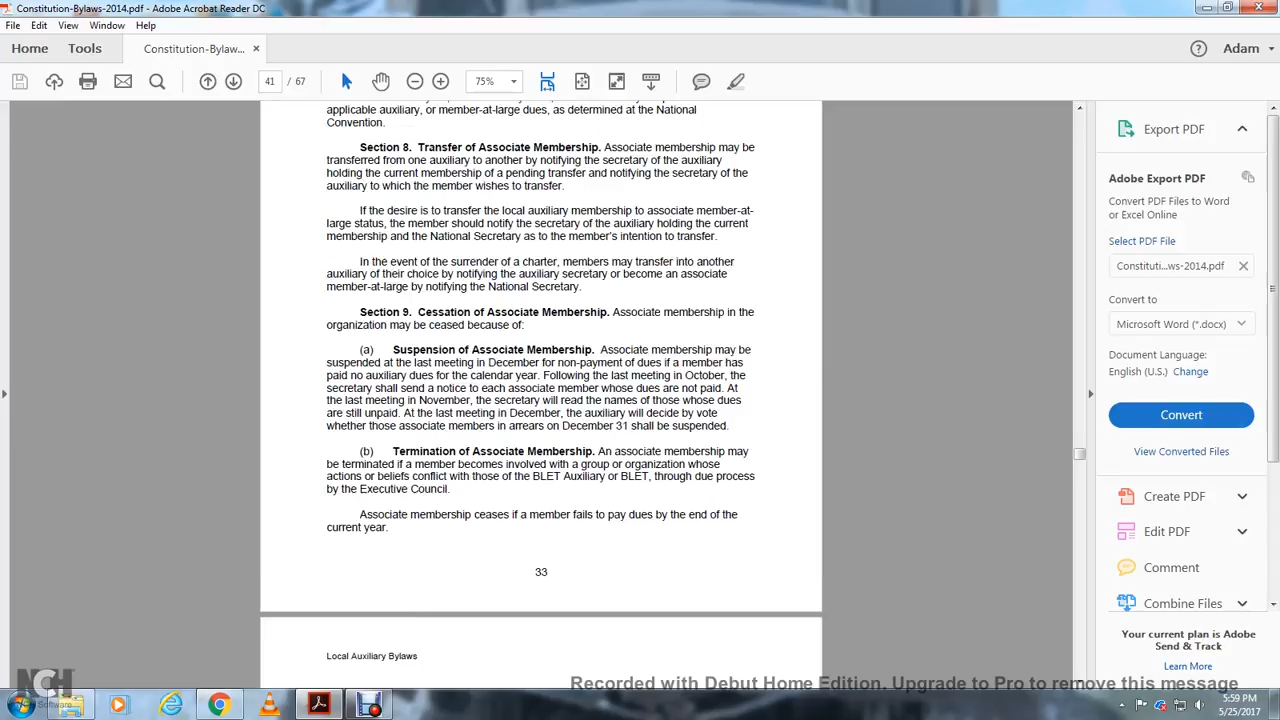 Constitution-Bylaws-2014.pdf - Adobe Acrobat Reader DC
File Edit View Window Help
Home Tools Constitution-Bylaw... × Adam
41 / 67 75%
applicable auxiliary, or member-at-large dues, as determined at the National
Convention.
Section 8. Transfer of Associate Membership. Associate membership may be
transferred from one auxiliary to another by notifying the secretary of the auxiliary
holding the current membership of a pending transfer and notifying the secretary of the
auxiliary to which the member wishes to transfer.
If the desire is to transfer the local auxiliary membership to associate member-at-
large status, the member should notify the secretary of the auxiliary holding the current
membership and the National Secretary as to the member's intention to transfer.
In the event of the surrender of a charter, members may transfer into another
auxiliary of their choice by notifying the auxiliary secretary or become an associate
member-at-large by notifying the National Secretary.
Section 9. Cessation of Associate Membership. Associate membership in the
organization may be ceased because of:
(a) Suspension of Associate Membership. Associate membership may be
suspended at the last meeting in December for non-payment of dues if a member has
paid no auxiliary dues for the calendar year. Following the last meeting in October, the
secretary shall send a notice to each associate member whose dues are not paid. At
the last meeting in November, the secretary will read the names of those whose dues
are still unpaid. At the last meeting in December, the auxiliary will decide by vote
whether those associate members in arrears on December 31 shall be suspended.
(b) Termination of Associate Membership. An associate membership may
be terminated if a member becomes involved with a group or organization whose
actions or beliefs conflict with those of the BLET Auxiliary or BLET, through due process
by the Executive Council.
Associate membership ceases if a member fails to pay dues by the end of the
current year.
33
Local Auxiliary Bylaws
Export PDF
Adobe Export PDF
Convert PDF Files to Word
or Excel Online
Select PDF File
Constituti...ws-2014.pdf
Convert to
Microsoft Word (*.docx)
Document Language:
English (U.S.) Change
Convert
View Converted Files
Create PDF
Edit PDF
Comment
Combine Files
Your current plan is Adobe
Send & Track
Learn More
NCH
Software
Recorded with Debut Home Edition. Upgrade to Pro to remove this message
5:59 PM
5/25/2017